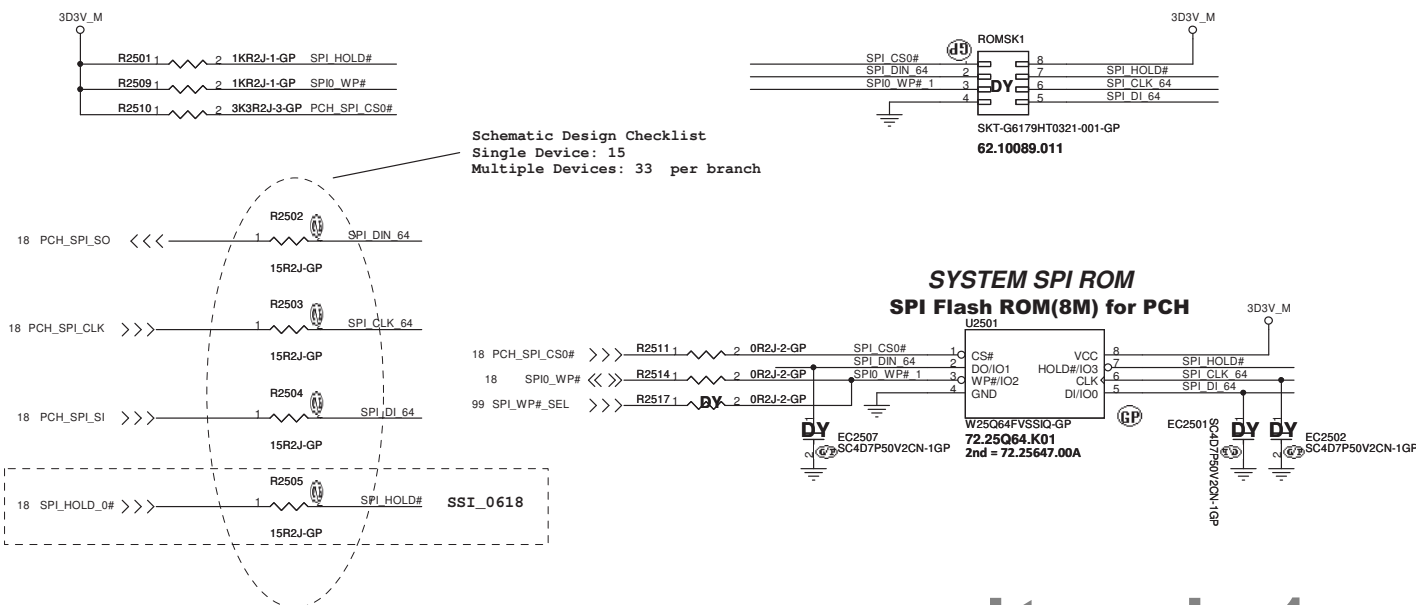 3D3V_M
R2501 1 2 1KR2J-1-GP SPI_HOLD#
R2509 1 2 1KR2J-1-GP SPI0_WP#
R2510 1 2 3K3R2J-3-GP PCH_SPI_CS0#
3D3V_M
ROMSK1
GP
SPI_CS0# 8
SPI_DIN_64 2 7 SPI_HOLD#
SPI0_WP#_1 3 DY 6 SPI_CLK_64
4 5 SPI_DI_64
SKT-G6179HT0321-001-GP
62.10089.011
Schematic Design Checklist
Single Device: 15
Multiple Devices: 33 per branch
R2502
18 PCH_SPI_SO 1 2 SPI_DIN_64
15R2J-GP
R2503
18 PCH_SPI_CLK 1 2 SPI_CLK_64
15R2J-GP
R2504
18 PCH_SPI_SI 1 2 SPI_DI_64
15R2J-GP
R2505
18 SPI_HOLD_0# 1 2 SPI_HOLD# SSI_0618
15R2J-GP
SYSTEM SPI ROM
SPI Flash ROM(8M) for PCH
U2501
3D3V_M
18 PCH_SPI_CS0# R2511 1 2 0R2J-2-GP SPI_CS0# 1 CS# VCC 8
SPI_DIN_64 2 DO/IO1 HOLD#/IO3 7 SPI_HOLD#
18 SPI0_WP# R2514 1 2 0R2J-2-GP SPI0_WP#_1 3 WP#/IO2 CLK 6 SPI_CLK_64
4 GND DI/IO0 5 SPI_DI_64
99 SPI_WP#_SEL R2517 1 DY 2 0R2J-2-GP
W25Q64FVSSIQ-GP
GP
72.25Q64.K01
2nd = 72.25647.00A
DY
EC2507
SC4D7P50V2CN-1GP
2
EC2501
SC4D7P50V2CN-1GP
DY
2
DY
EC2502
SC4D7P50V2CN-1GP
2